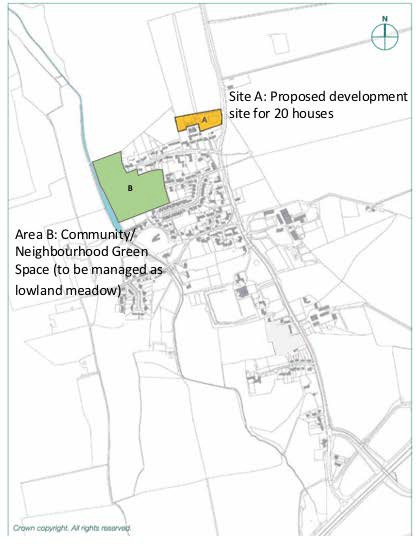 N
Site A: Proposed development
site for 20 houses
A
B
Area B: Community/
Neighbourhood Green
Space (to be managed as
lowland meadow)
Crown copyright. All rights reserved.